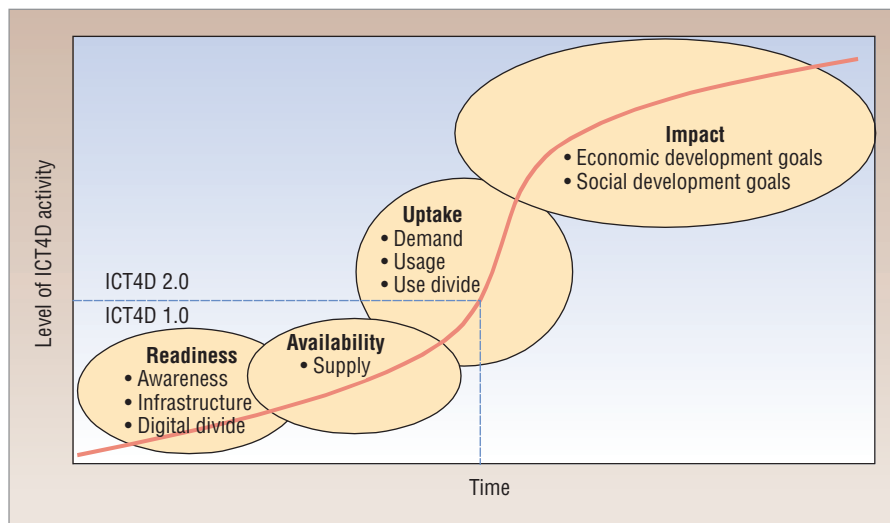 Level of ICT4D activity
Impact
• Economic development goals
• Social development goals
Uptake
• Demand
• Usage
• Use divide
ICT4D 2.0
ICT4D 1.0
Availability
• Supply
Readiness
• Awareness
• Infrastructure
• Digital divide
Time